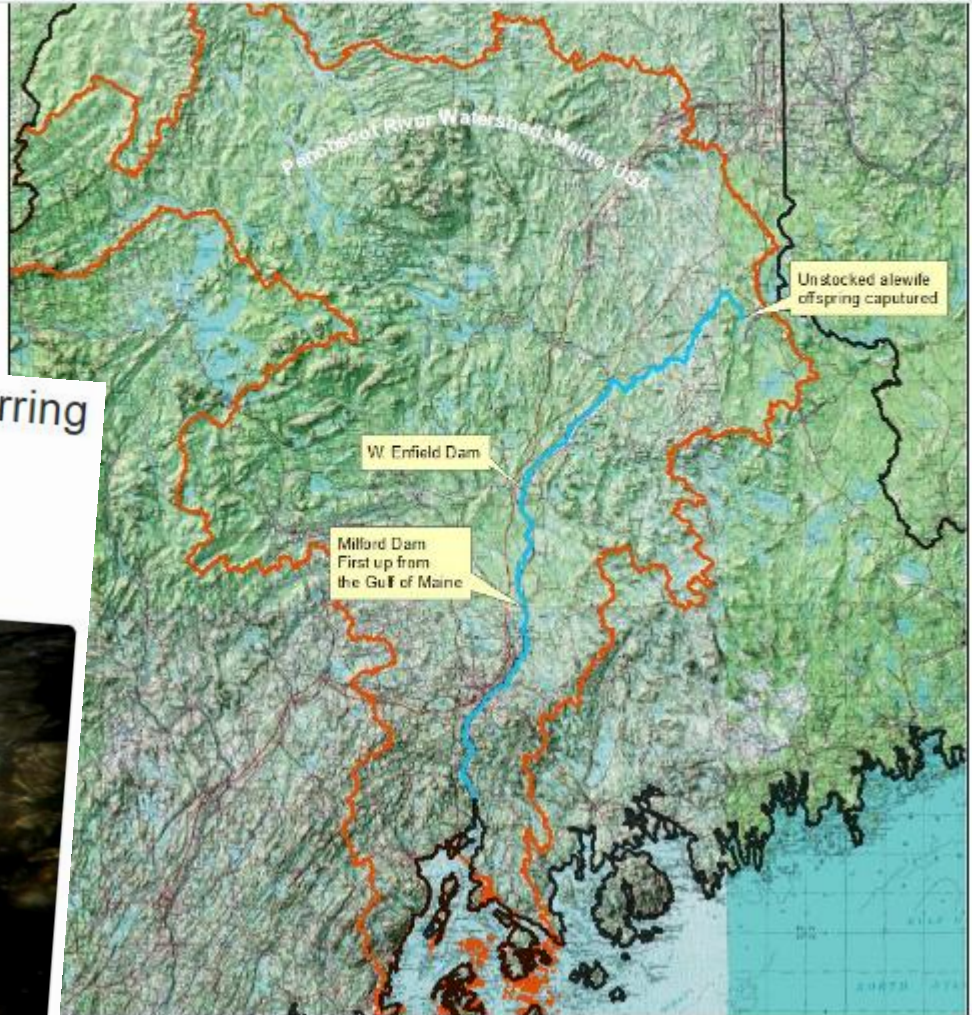 Penobscot River Watershed, Maine, USA
Unstocked alewife
offspring caputured
rring
W. Enfield Dam
Milford Dam
First up from
the Gulf of Maine